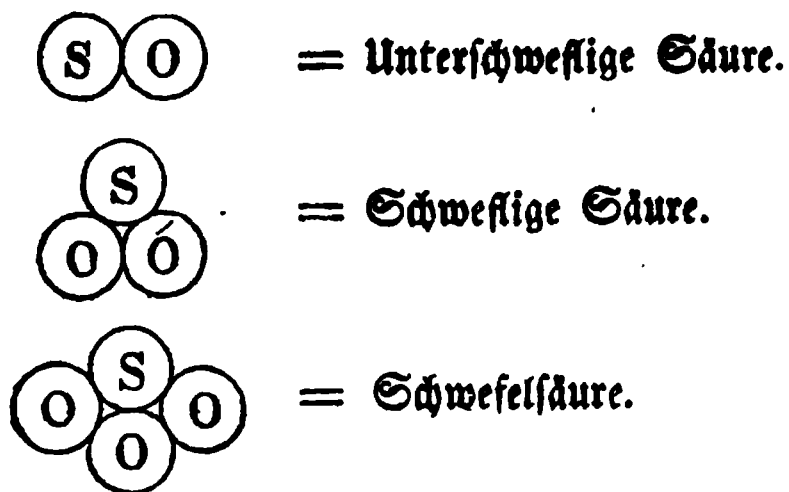 S O = Unterschweflige Säure.
S
O Ó = Schweflige Säure.
S
O O = Schwefelsäure.
O